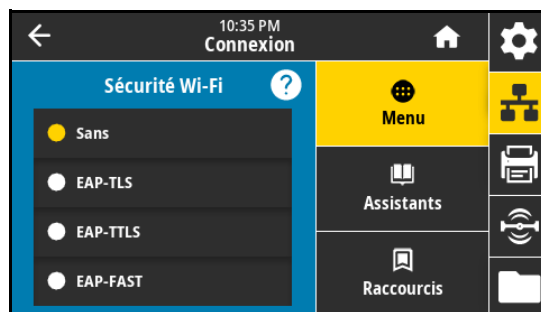 10:35 PM
Connexion
Sécurité Wi-Fi
?
Sans
EAP-TLS
EAP-TTLS
EAP-FAST
Menu
Assistants
Raccourcis